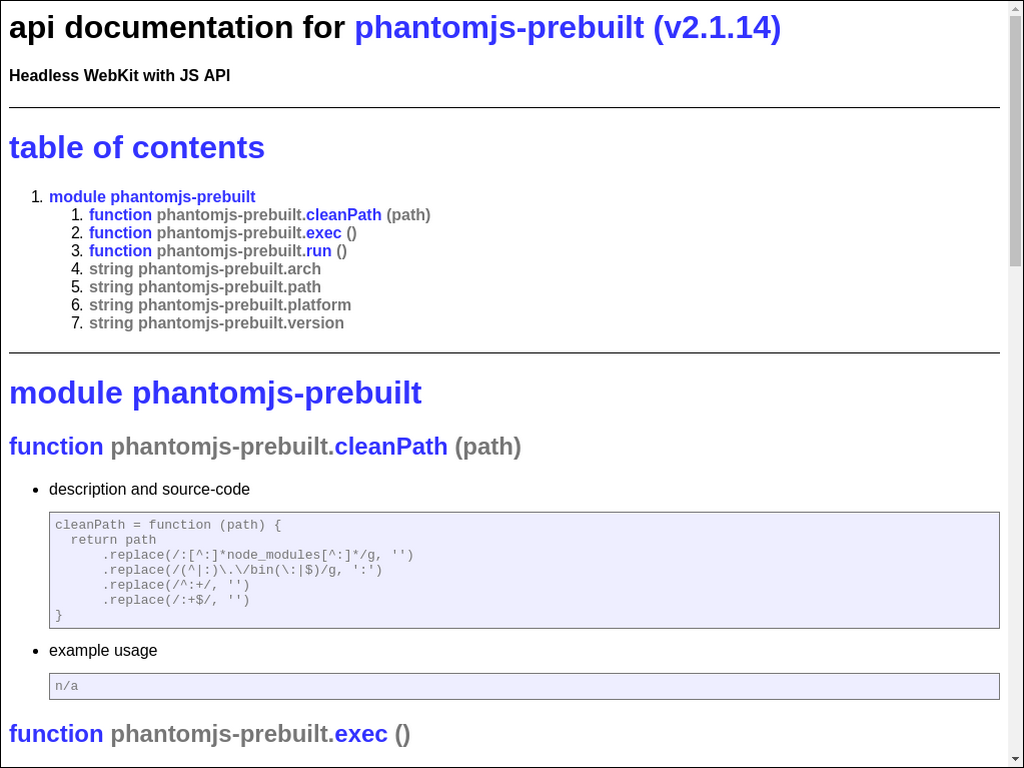 api documentation for phantomjs-prebuilt (v2.1.14)
Headless WebKit with JS API
table of contents
1. module phantomjs-prebuilt
1. function phantomjs-prebuilt.cleanPath (path)
2. function phantomjs-prebuilt.exec ()
3. function phantomjs-prebuilt.run ()
4. string phantomjs-prebuilt.arch
5. string phantomjs-prebuilt.path
6. string phantomjs-prebuilt.platform
7. string phantomjs-prebuilt.version
module phantomjs-prebuilt
function phantomjs-prebuilt.cleanPath (path)
• description and source-code
cleanPath = function (path) {
  return path
      .replace(/:[^:]*node_modules[^:]*/g, '')
      .replace(/(^|:)\.\/bin(\:|$)/g, ':')
      .replace(/^:+/, '')
      .replace(/:+$/, '')
}
• example usage
n/a
function phantomjs-prebuilt.exec ()